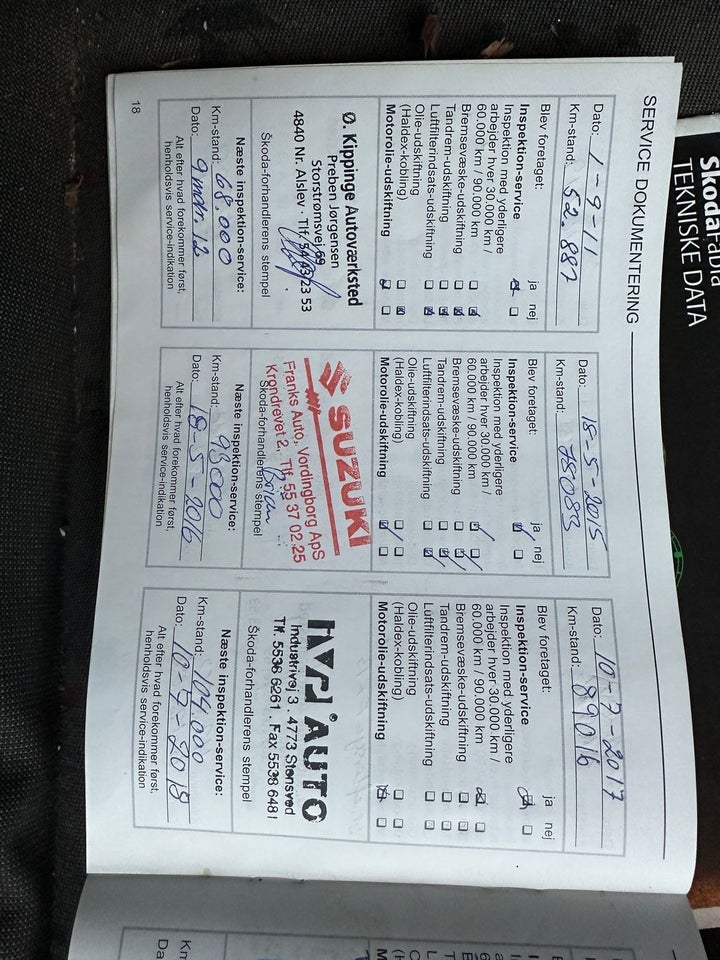 SERVICE DOKUMENTERING
Dato: 1-9-11
Km-stand: 52.887
Blev foretaget: ja nej
Inspektion-service
Inspektion med yderligere
arbejder hver 30.000 km /
60.000 km / 90.000 km
Bremsevæske-udskiftning
Tandrem-udskiftning
Luftfilterindsats-udskiftning
Olie-udskiftning
(Haldex-kobling)
Motorolie-udskiftning
Ø. Kippinge Autoværksted
Preben Jørgensen
Storstrømsvej
4840 Nr. Alslev · Tlf. 54 43 23 53
Skoda-forhandlerens stempel
Næste inspektion-service:
Km-stand: 68.000
Dato: 9 mdr. 12
Alt efter hvad forekommer først,
henholdsvis service-indikation
Dato: 18-5-2015
Km-stand: 78083
Blev foretaget: ja nej
Inspektion-service
Inspektion med yderligere
arbejder hver 30.000 km /
60.000 km / 90.000 km
Bremsevæske-udskiftning
Tandrem-udskiftning
Luftfilterindsats-udskiftning
Olie-udskiftning
(Haldex-kobling)
Motorolie-udskiftning
SUZUKI
Franks Auto, Vordingborg ApS
Krondrevet 2, Tlf. 55 37 02 25
Skoda-forhandlerens stempel
Næste inspektion-service:
Km-stand: 93000
Dato: 18-5-2016
Alt efter hvad forekommer først,
henholdsvis service-indikation
Dato: 10-7-2017
Km-stand: 89016
Blev foretaget: ja nej
Inspektion-service
Inspektion med yderligere
arbejder hver 30.000 km /
60.000 km / 90.000 km
Bremsevæske-udskiftning
Tandrem-udskiftning
Luftfilterindsats-udskiftning
Olie-udskiftning
(Haldex-kobling)
Motorolie-udskiftning
AUTO
Industrivej 3 . 4773 Stensved
Tlf. 5536 6261 . Fax 5538 6481
Skoda-forhandlerens stempel
Næste inspektion-service:
Km-stand: 104.000
Dato: 10-7-2018
Alt efter hvad forekommer først,
henholdsvis service-indikation
18
SkodaFabia
TEKNISKE DATA